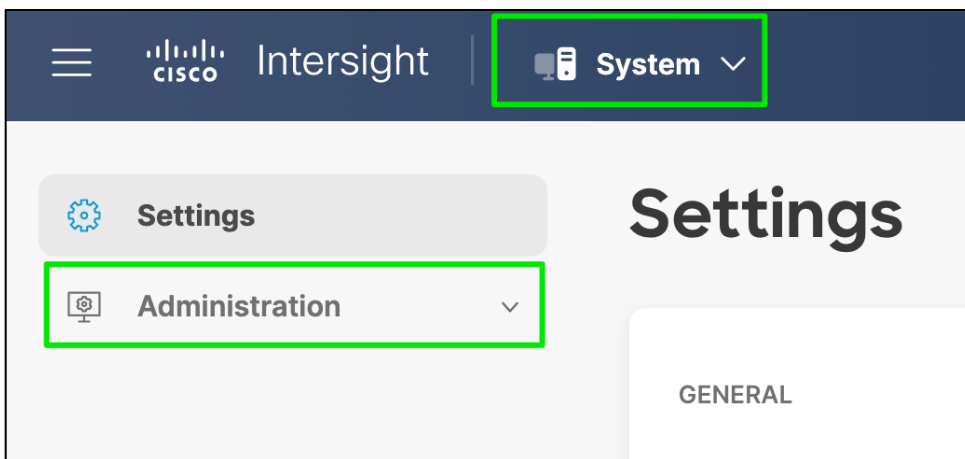 cisco Intersight System
Settings
Settings
Administration
GENERAL